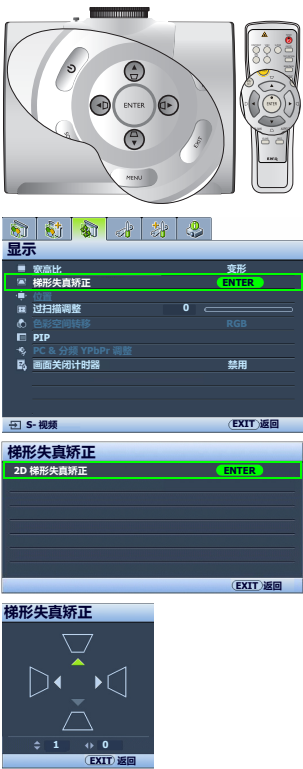 ENTER
EXIT
MENU
ENTER
BENQ
显示
宽高比 变形
梯形失真矫正 ENTER
位置
过扫描调整 0
色彩空间转移 RGB
PIP
PC & 分频 YPbPr 调整
画面关闭计时器 禁用
S- 视频 EXIT 返回
梯形失真矫正
2D 梯形失真矫正 ENTER
EXIT 返回
梯形失真矫正
1 0
EXIT 返回